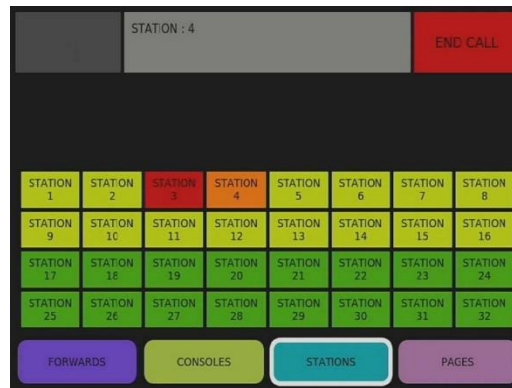 STATION : 4
END CALL
STATION STATION STATION STATION STATION STATION STATION STATION
1 2 3 4 5 6 7 8
STATION STATION STATION STATION STATION STATION STATION STATION
9 10 11 12 13 14 15 16
STATION STATION STATION STATION STATION STATION STATION STATION
17 18 19 20 21 22 23 24
STATION STATION STATION STATION STATION STATION STATION STATION
25 26 27 28 29 30 31 32
FORWARDS CONSOLES STATIONS PAGES